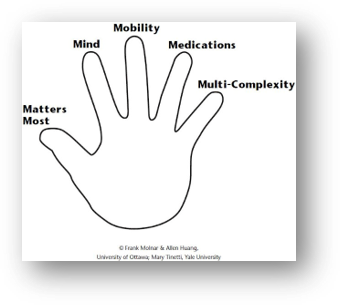 Mobility
Mind
Medications
Multi-Complexity
Matters
Most
© Frank Molnar & Allen Huang,
University of Ottawa; Mary Tinetti, Yale University